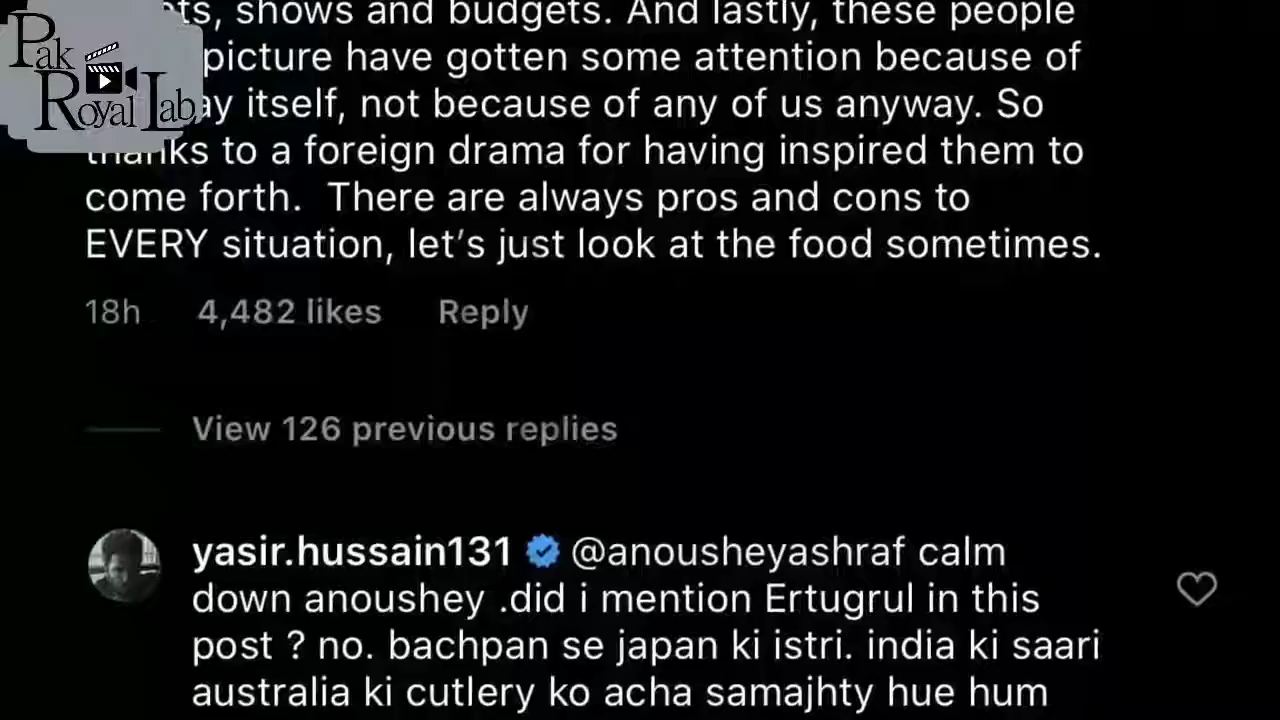 Pak
Royal Lab
ts, shows and budgets. And lastly, these people
picture have gotten some attention because of
ay itself, not because of any of us anyway. So
thanks to a foreign drama for having inspired them to
come forth. There are always pros and cons to
EVERY situation, let's just look at the food sometimes.
18h 4,482 likes Reply
View 126 previous replies
yasir.hussain131 @anousheyashraf calm
down anoushey .did i mention Ertugrul in this
post ? no. bachpan se japan ki istri. india ki saari
australia ki cutlery ko acha samajhty hue hum